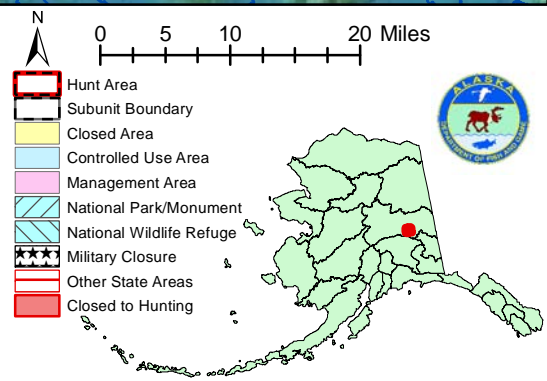 N
0 5 10 20 Miles
Hunt Area
Subunit Boundary
Closed Area
Controlled Use Area
Management Area
National Park/Monument
National Wildlife Refuge
Military Closure
Other State Areas
Closed to Hunting
ALASKA
DEPARTMENT OF FISH AND GAME